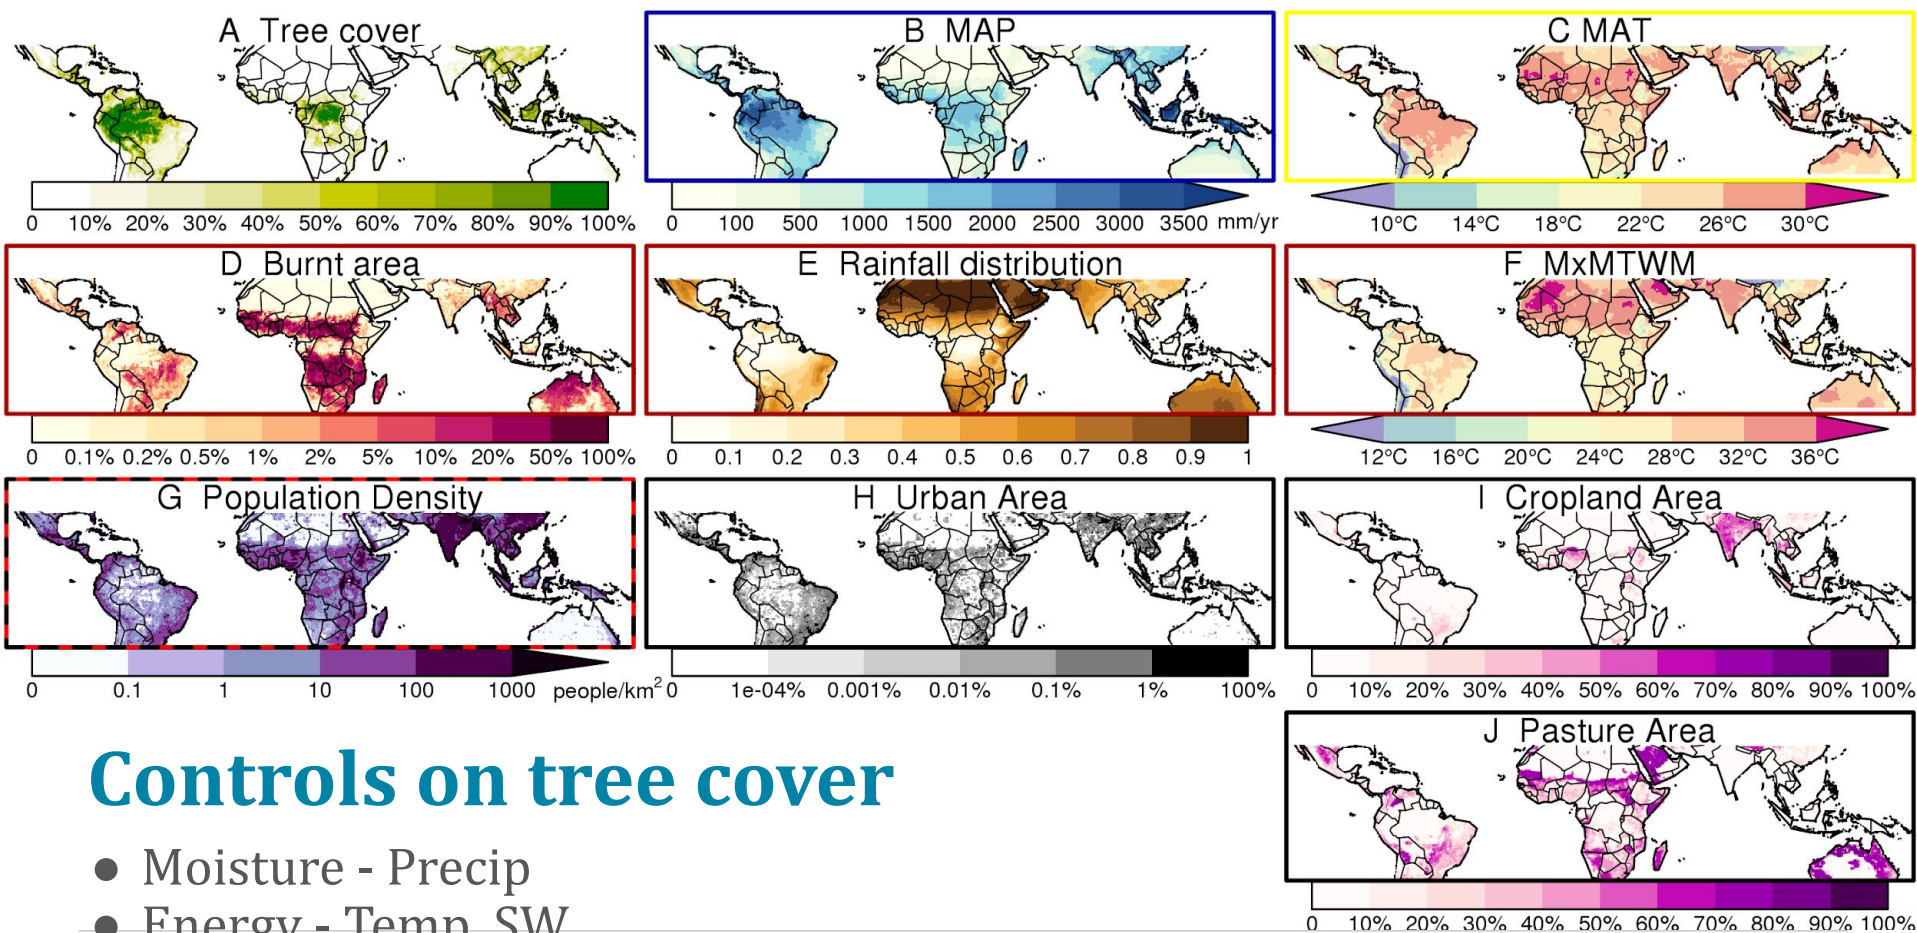 A Tree cover
B MAP
C MAT
0 10% 20% 30% 40% 50% 60% 70% 80% 90% 100%
0 100 500 1000 1500 2000 2500 3000 3500 mm/yr
10°C 14°C 18°C 22°C 26°C 30°C
D Burnt area
E Rainfall distribution
F MxMTWM
0 0.1% 0.2% 0.5% 1% 2% 5% 10% 20% 50% 100%
0 0.1 0.2 0.3 0.4 0.5 0.6 0.7 0.8 0.9 1
12°C 16°C 20°C 24°C 28°C 32°C 36°C
G Population Density
H Urban Area
I Cropland Area
0 0.1 1 10 100 1000 people/km²
0 1e-04% 0.001% 0.01% 0.1% 1% 100%
0 10% 20% 30% 40% 50% 60% 70% 80% 90% 100%
J Pasture Area
0 10% 20% 30% 40% 50% 60% 70% 80% 90% 100%
Controls on tree cover
● Moisture - Precip
● Energy - Temp, SW